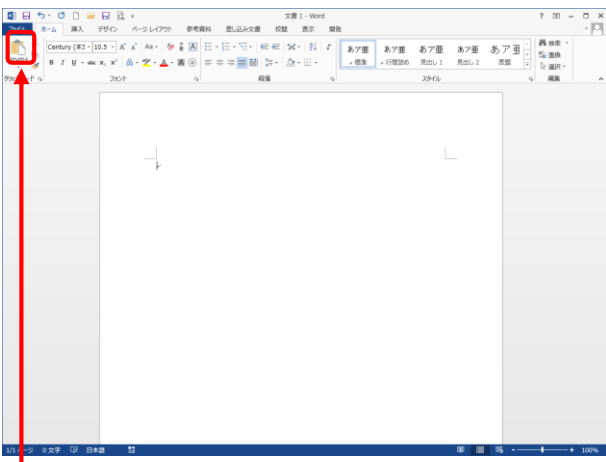 文書 1 - Word
ホーム 挿入 デザイン ページ レイアウト 参考資料 差し込み文書 校閲 表示 開発
Century (本文 10.5 A A Aa A 検索
あア亜 あア亜 あア亜 あア亜 あア亜 置換
B I U abc x, x² A A A 標準 行間詰め 見出し 1 見出し 2 表題 選択
フォント 段落 スタイル 編集
0 文字 日本語 100%